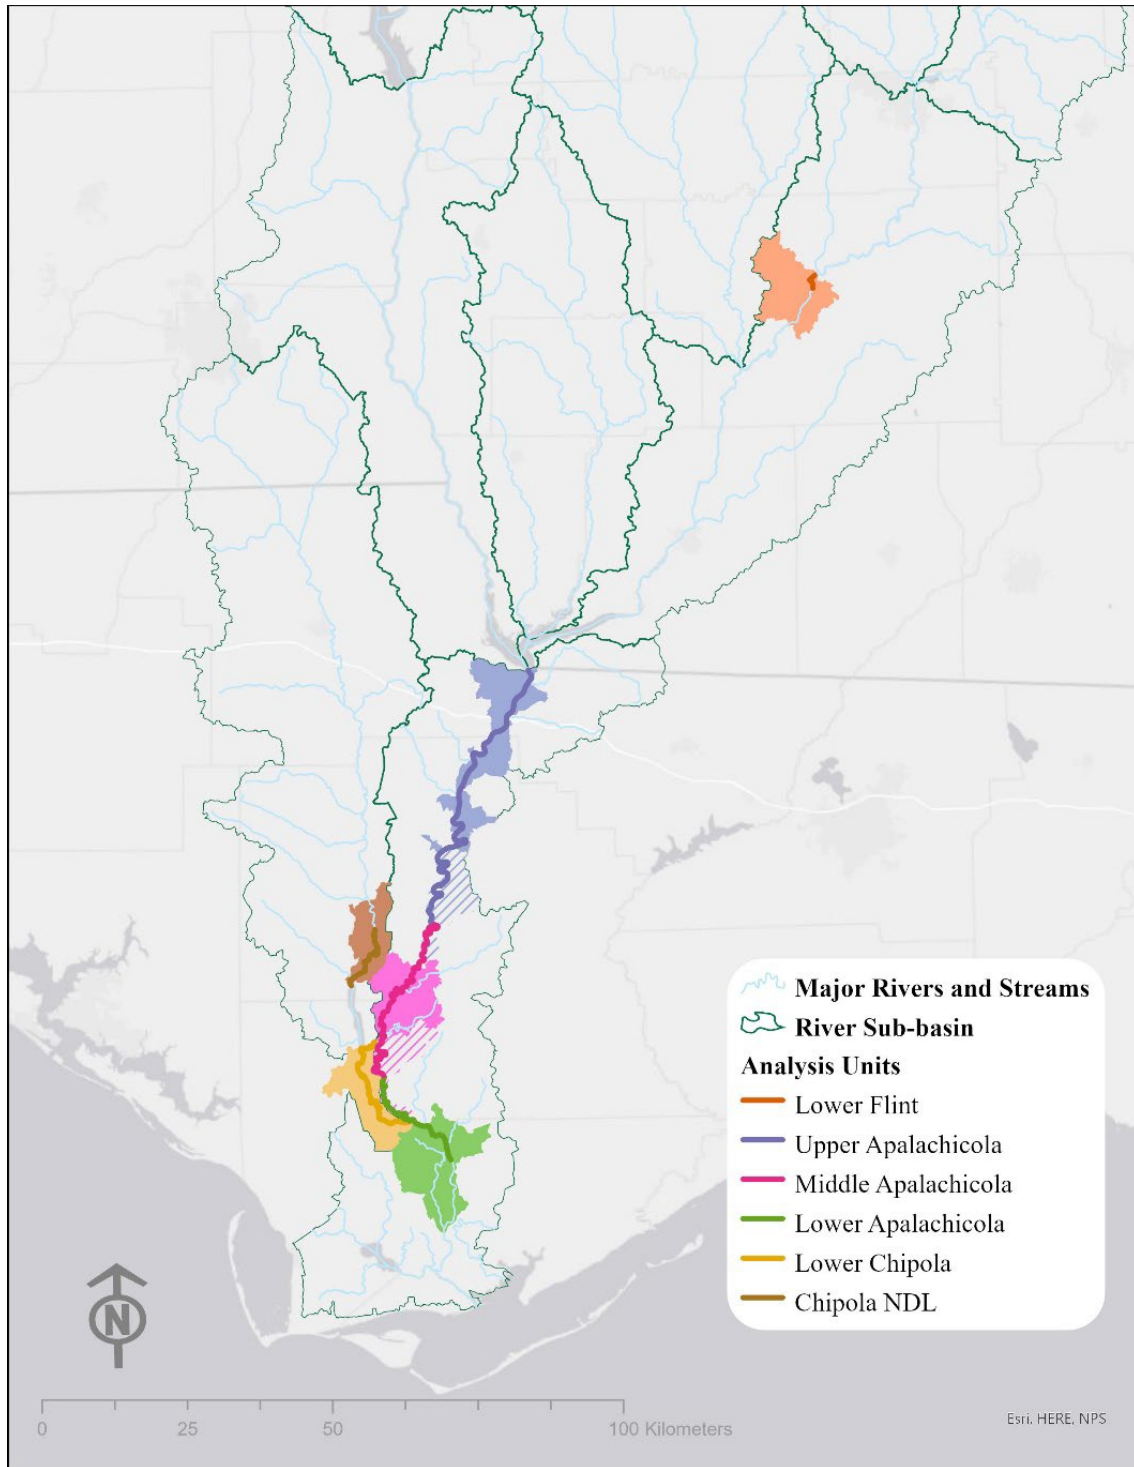 Major Rivers and Streams
River Sub-basin
Analysis Units
Lower Flint
Upper Apalachicola
Middle Apalachicola
Lower Apalachicola
Lower Chipola
Chipola NDL
N
0 25 50 100 Kilometers
Esri, HERE, NPS